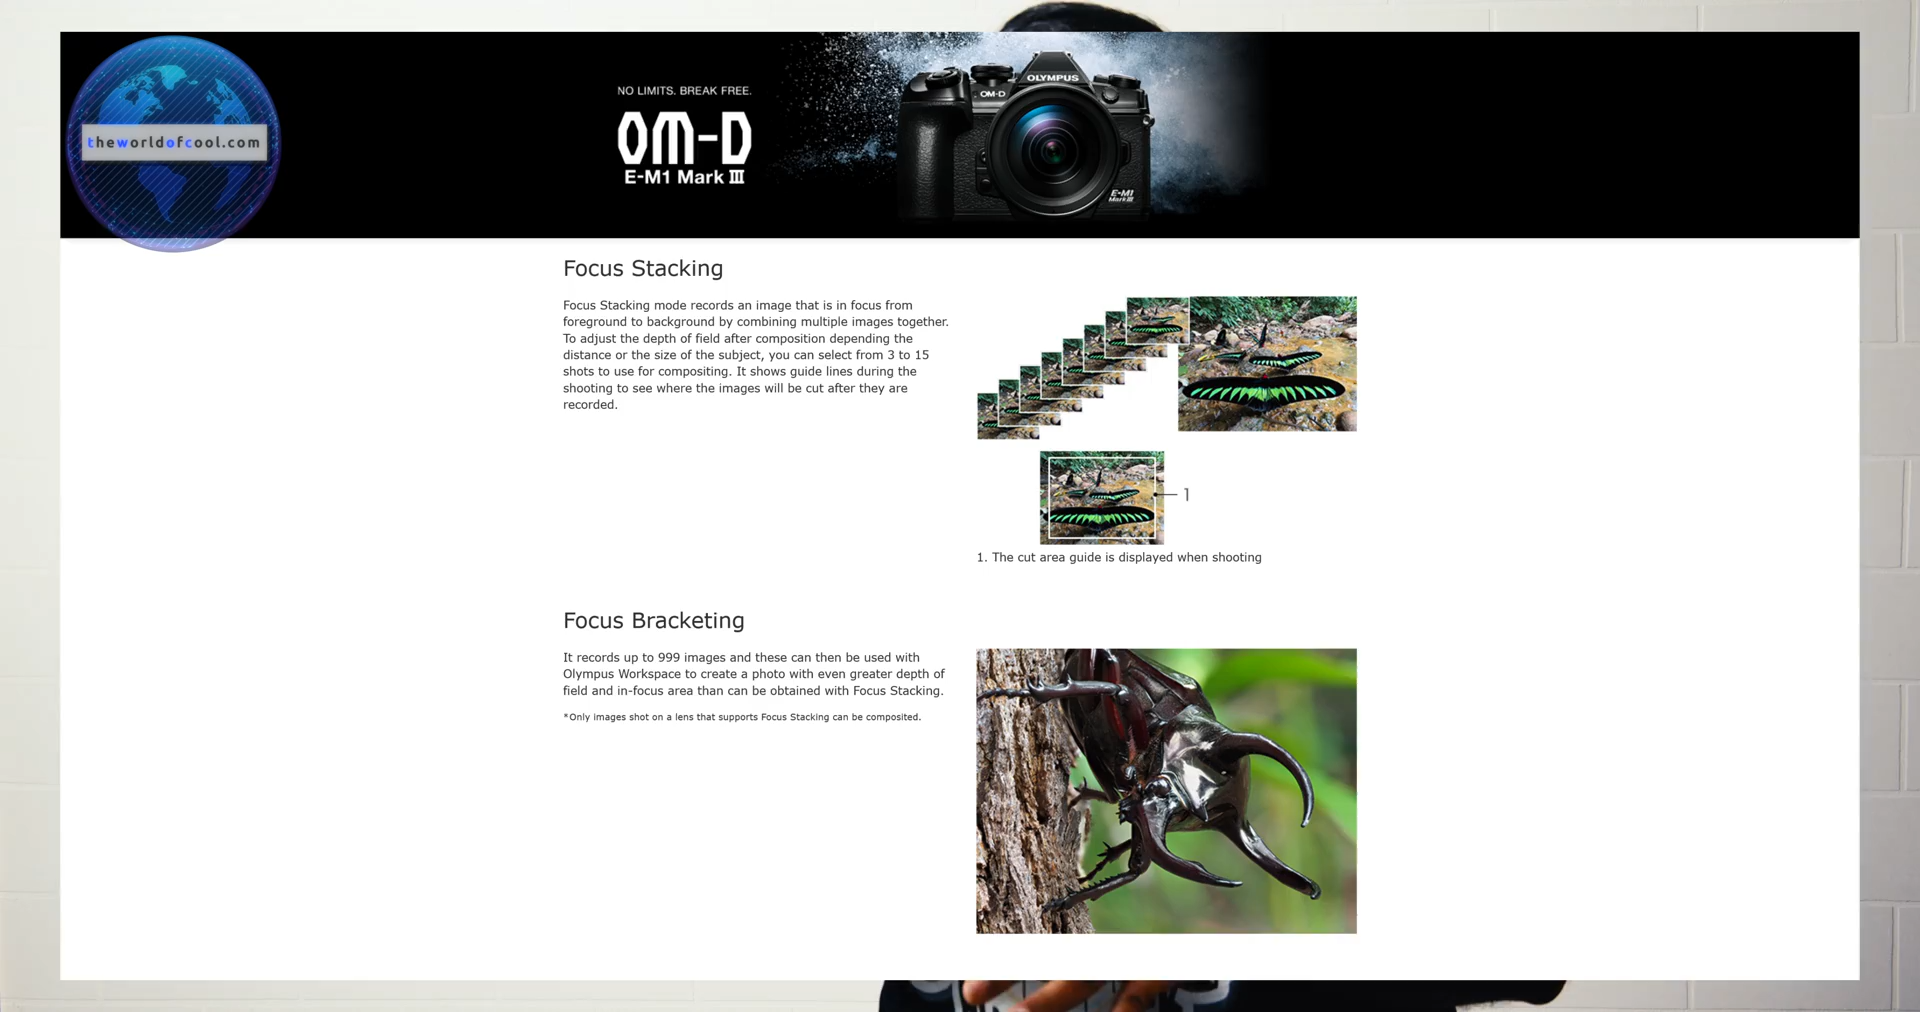 theworldofcool.com
NO LIMITS. BREAK FREE.
OM-D
E-M1 Mark III
OLYMPUS
OM-D
E-M1
Mark III
Focus Stacking
Focus Stacking mode records an image that is in focus from
foreground to background by combining multiple images together.
To adjust the depth of field after composition depending the
distance or the size of the subject, you can select from 3 to 15
shots to use for compositing. It shows guide lines during the
shooting to see where the images will be cut after they are
recorded.
1
1. The cut area guide is displayed when shooting
Focus Bracketing
It records up to 999 images and these can then be used with
Olympus Workspace to create a photo with even greater depth of
field and in-focus area than can be obtained with Focus Stacking.
*Only images shot on a lens that supports Focus Stacking can be composited.